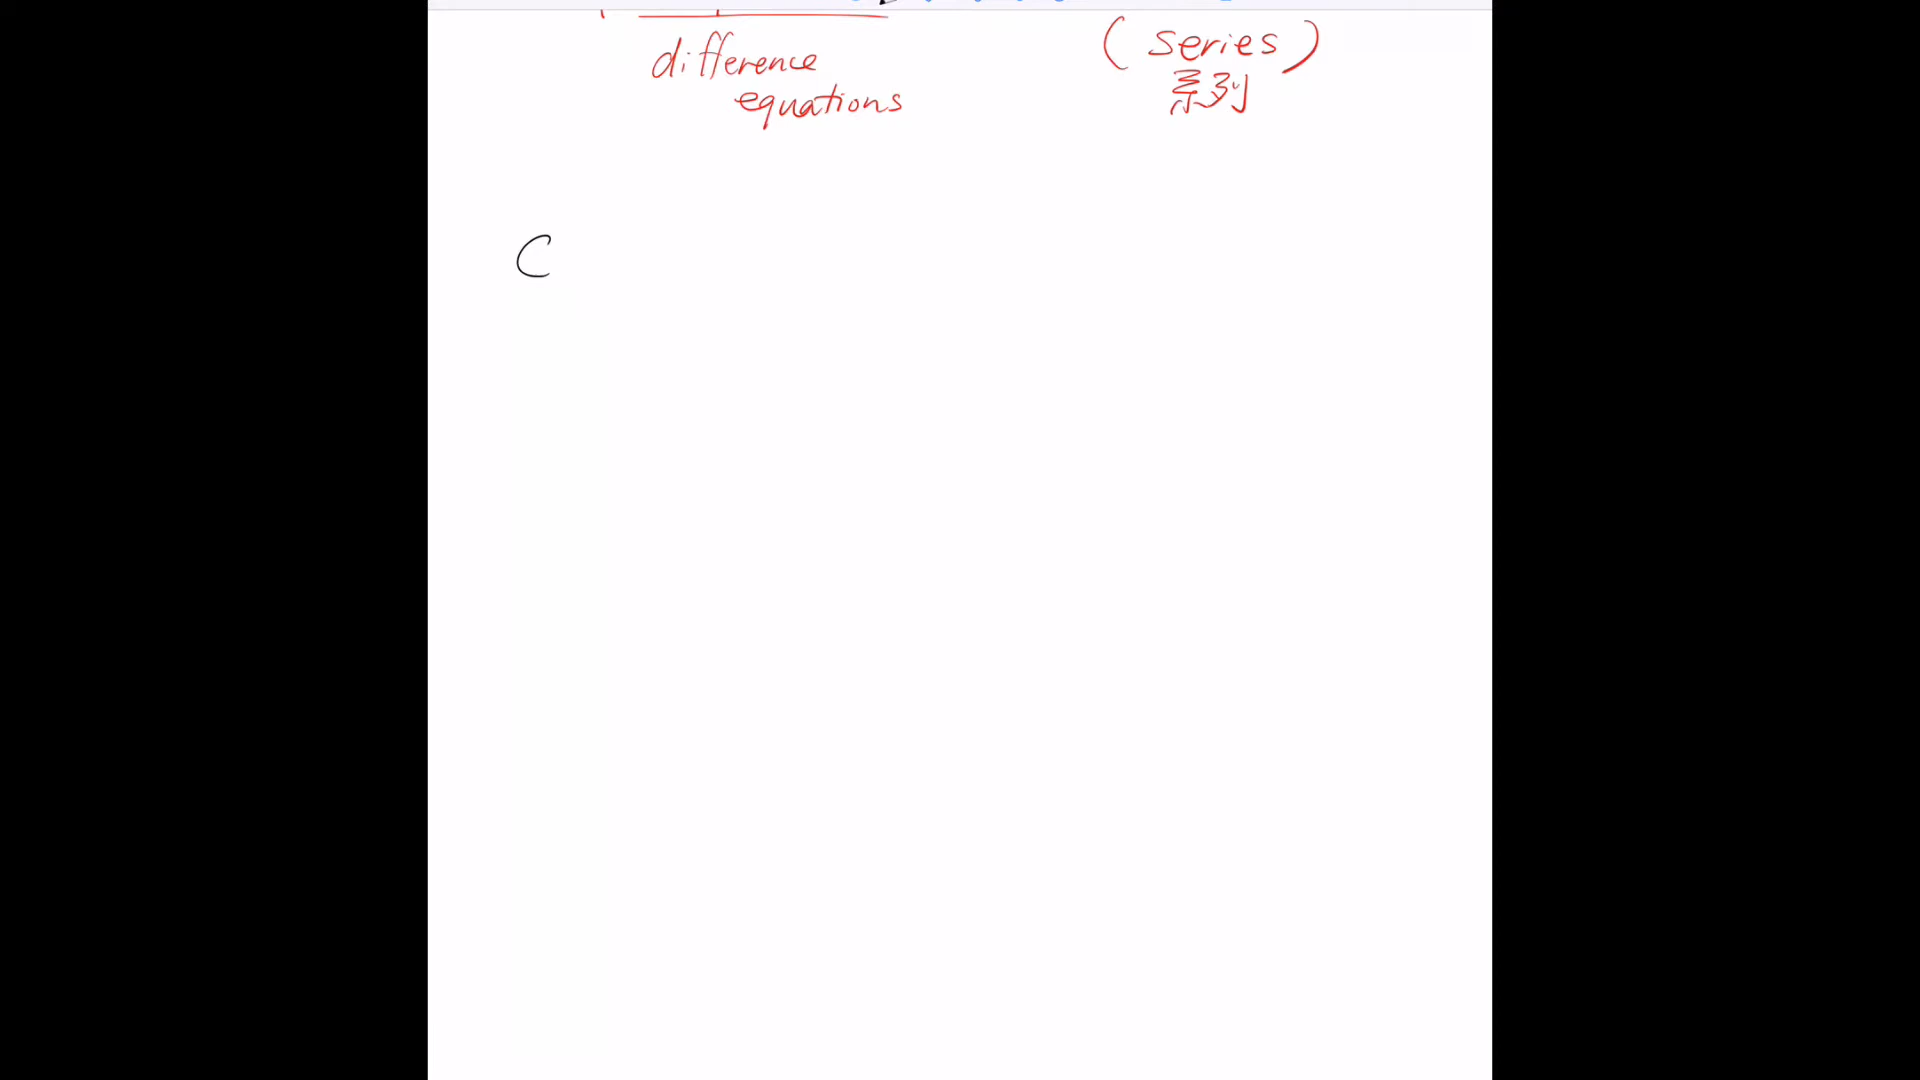 difference
equations
( series )
系列
C